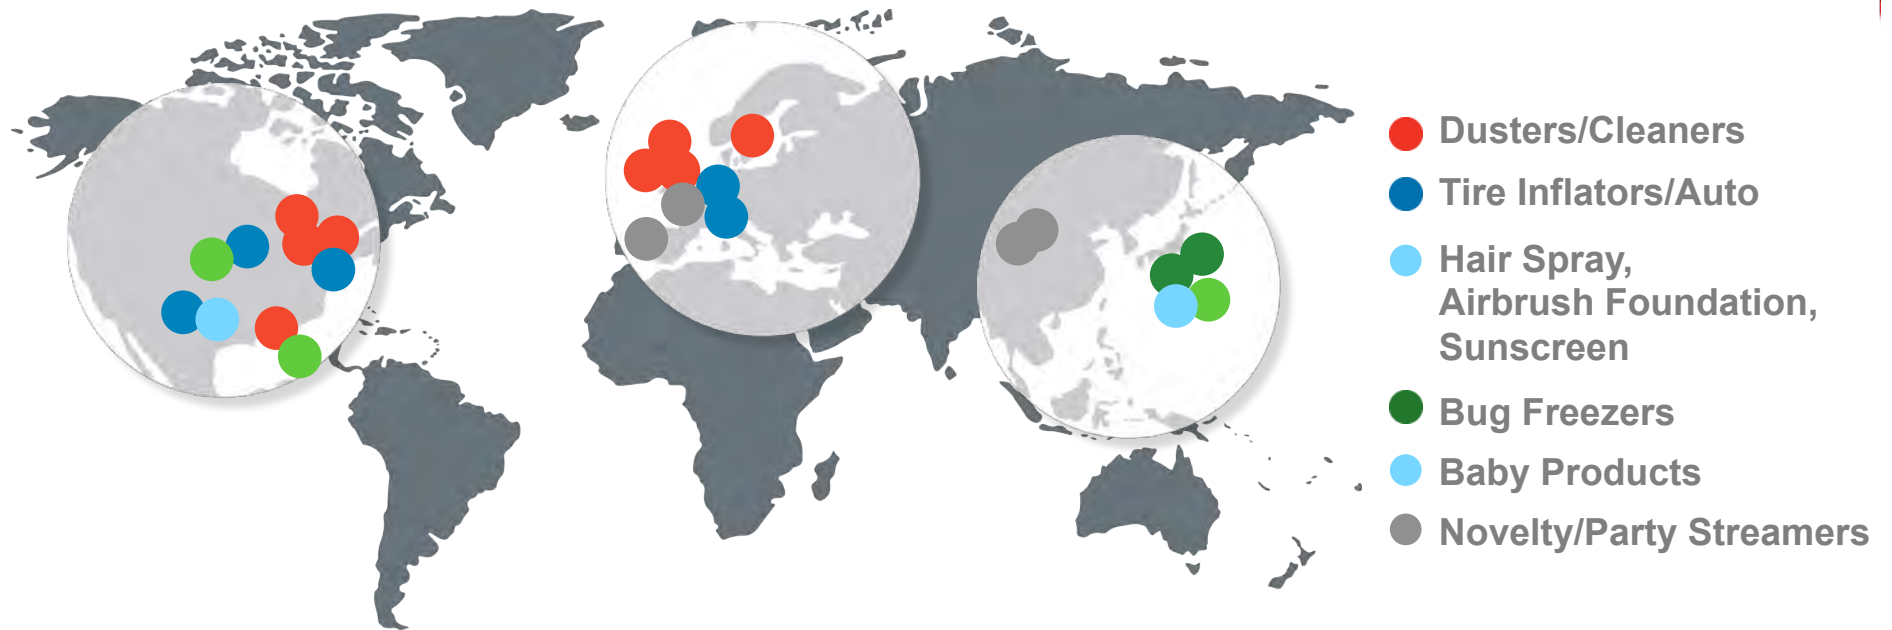 Dusters/Cleaners
Tire Inflators/Auto
Hair Spray,
Airbrush Foundation,
Sunscreen
Bug Freezers
Baby Products
Novelty/Party Streamers